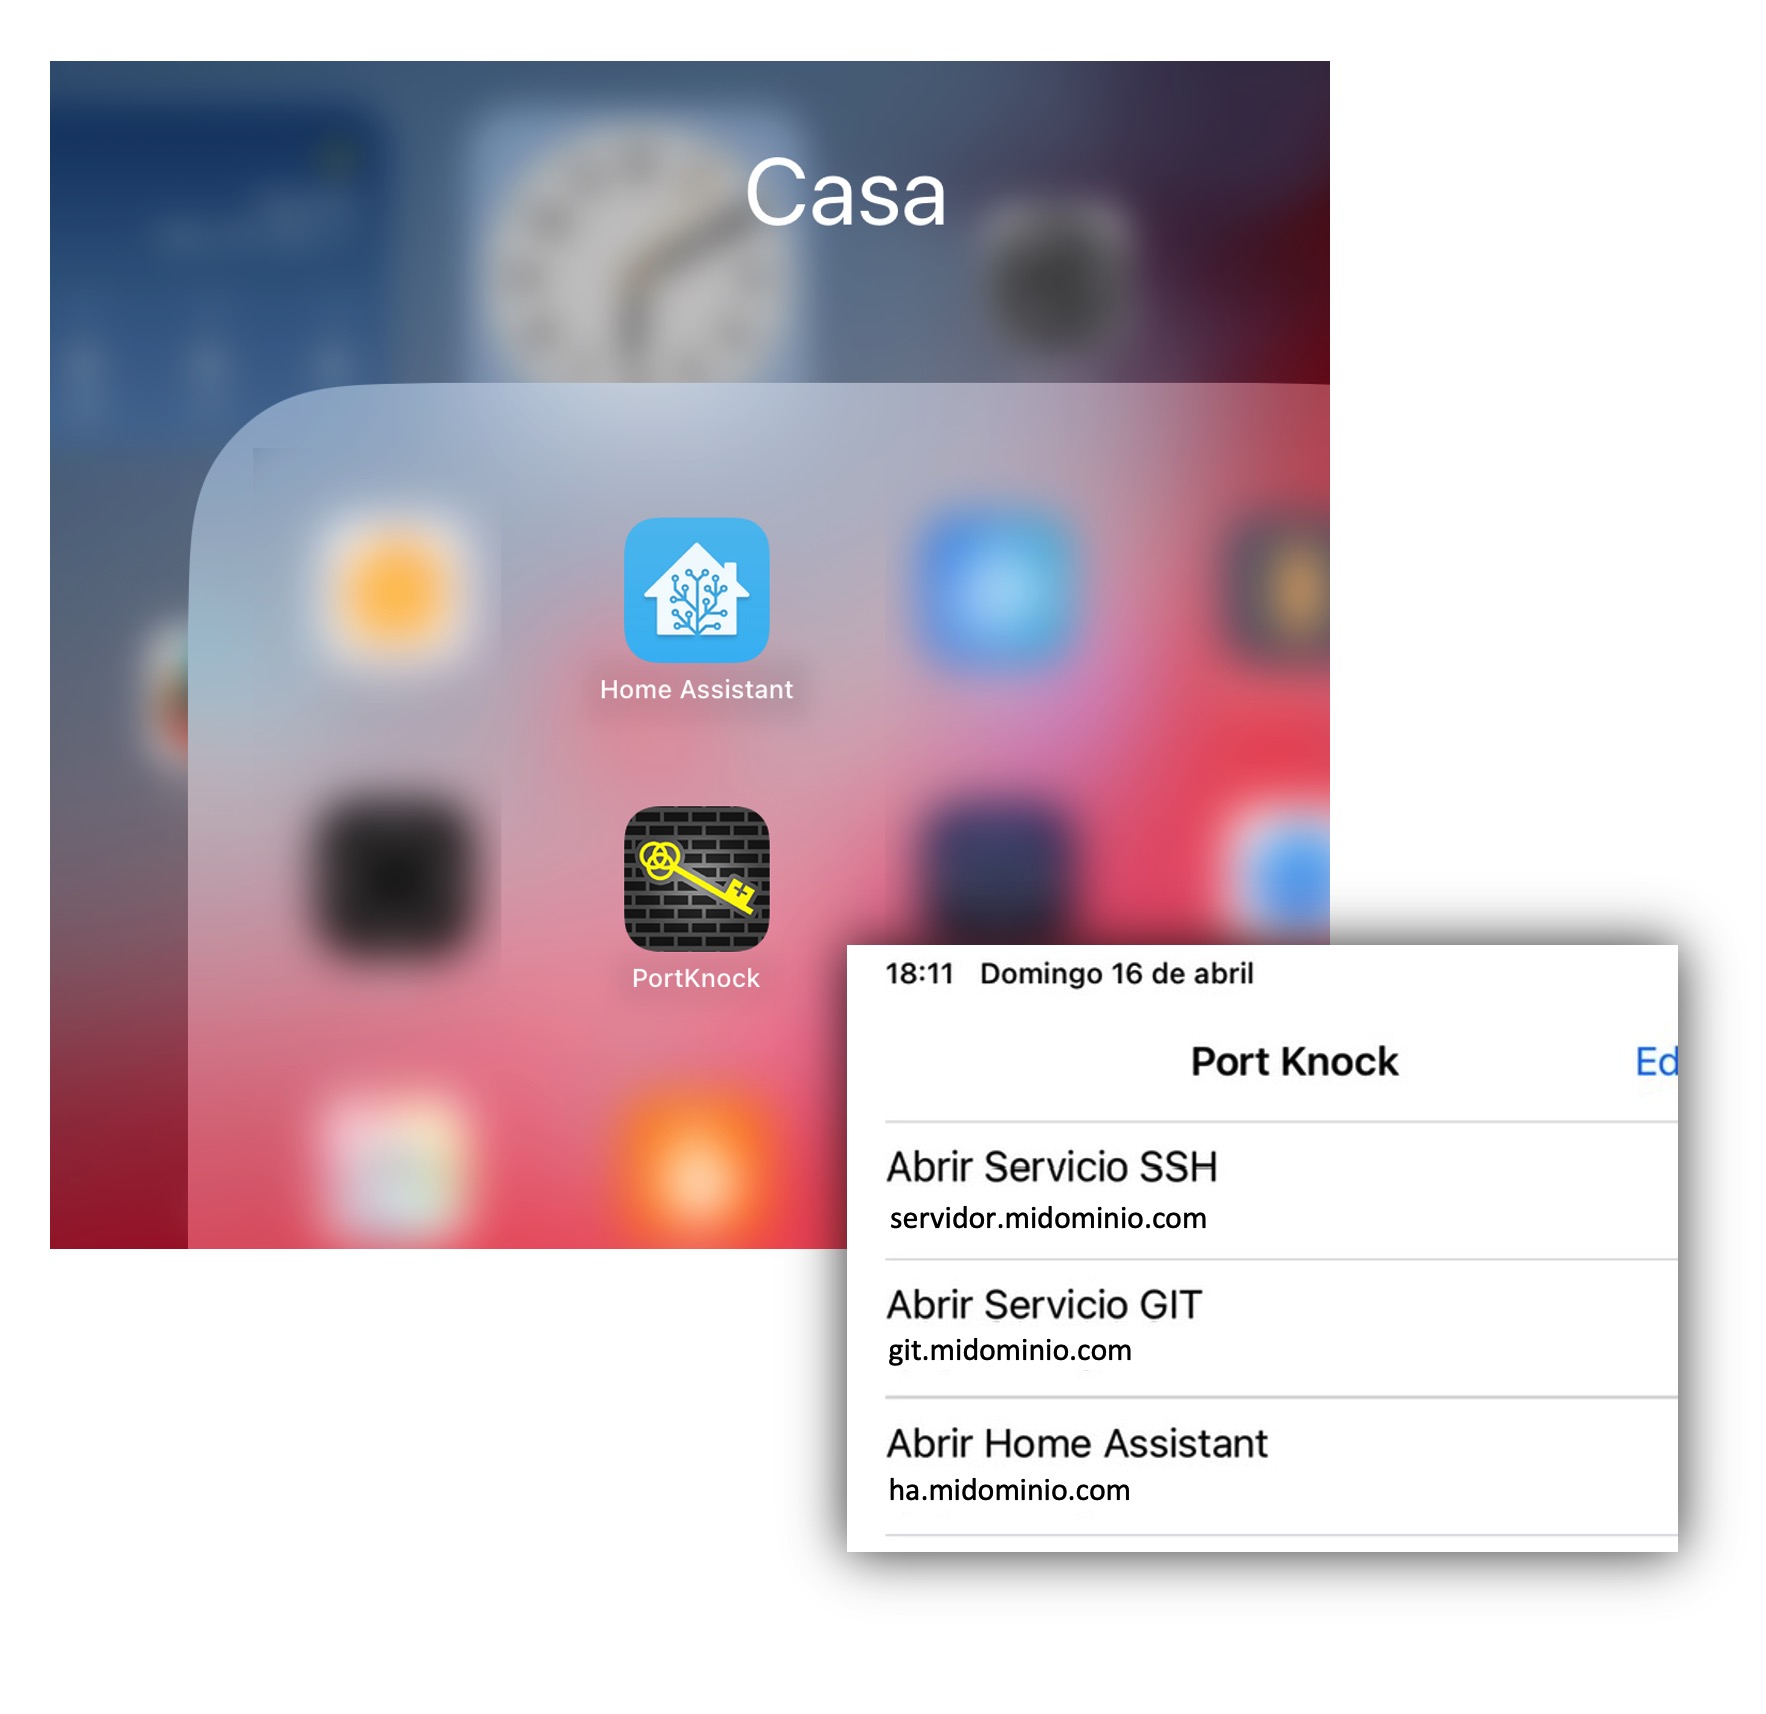 Casa
Home Assistant
PortKnock
18:11 Domingo 16 de abril
Port Knock
Ed
Abrir Servicio SSH
servidor.midominio.com
Abrir Servicio GIT
git.midominio.com
Abrir Home Assistant
ha.midominio.com